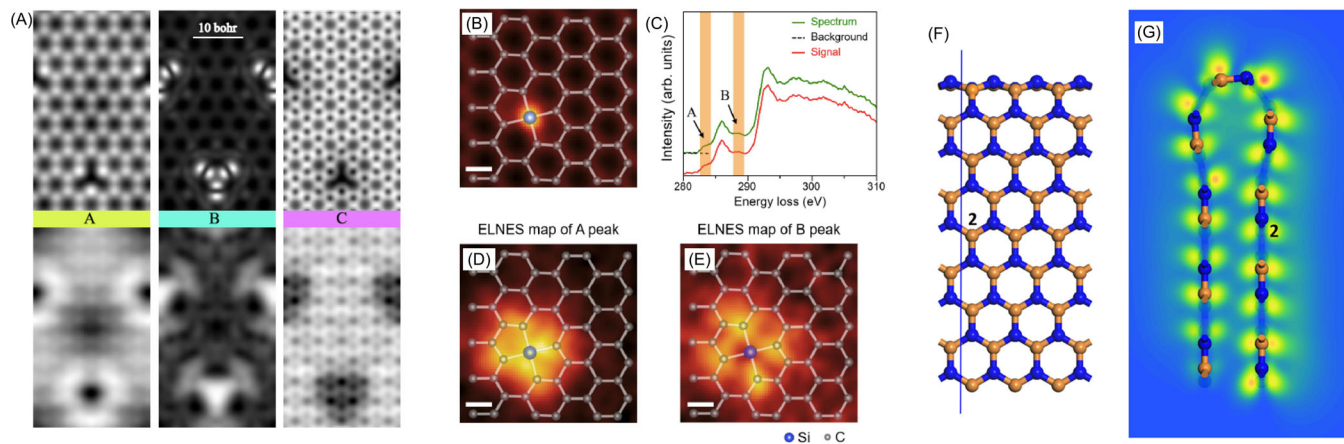 (A)
10 bohr
A
B
C
(B)
(C)
Spectrum
Background
Signal
A
B
Intensity (arb. units)
280
290
300
310
Energy loss (eV)
ELNES map of A peak
(D)
ELNES map of B peak
(E)
Si
C
(F)
2
(G)
2